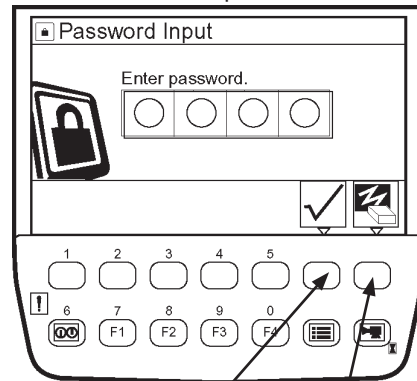 Password Input
Enter password.
1 2 3 4 5
! 6 7 8 9 0
F1 F2 F3 F4